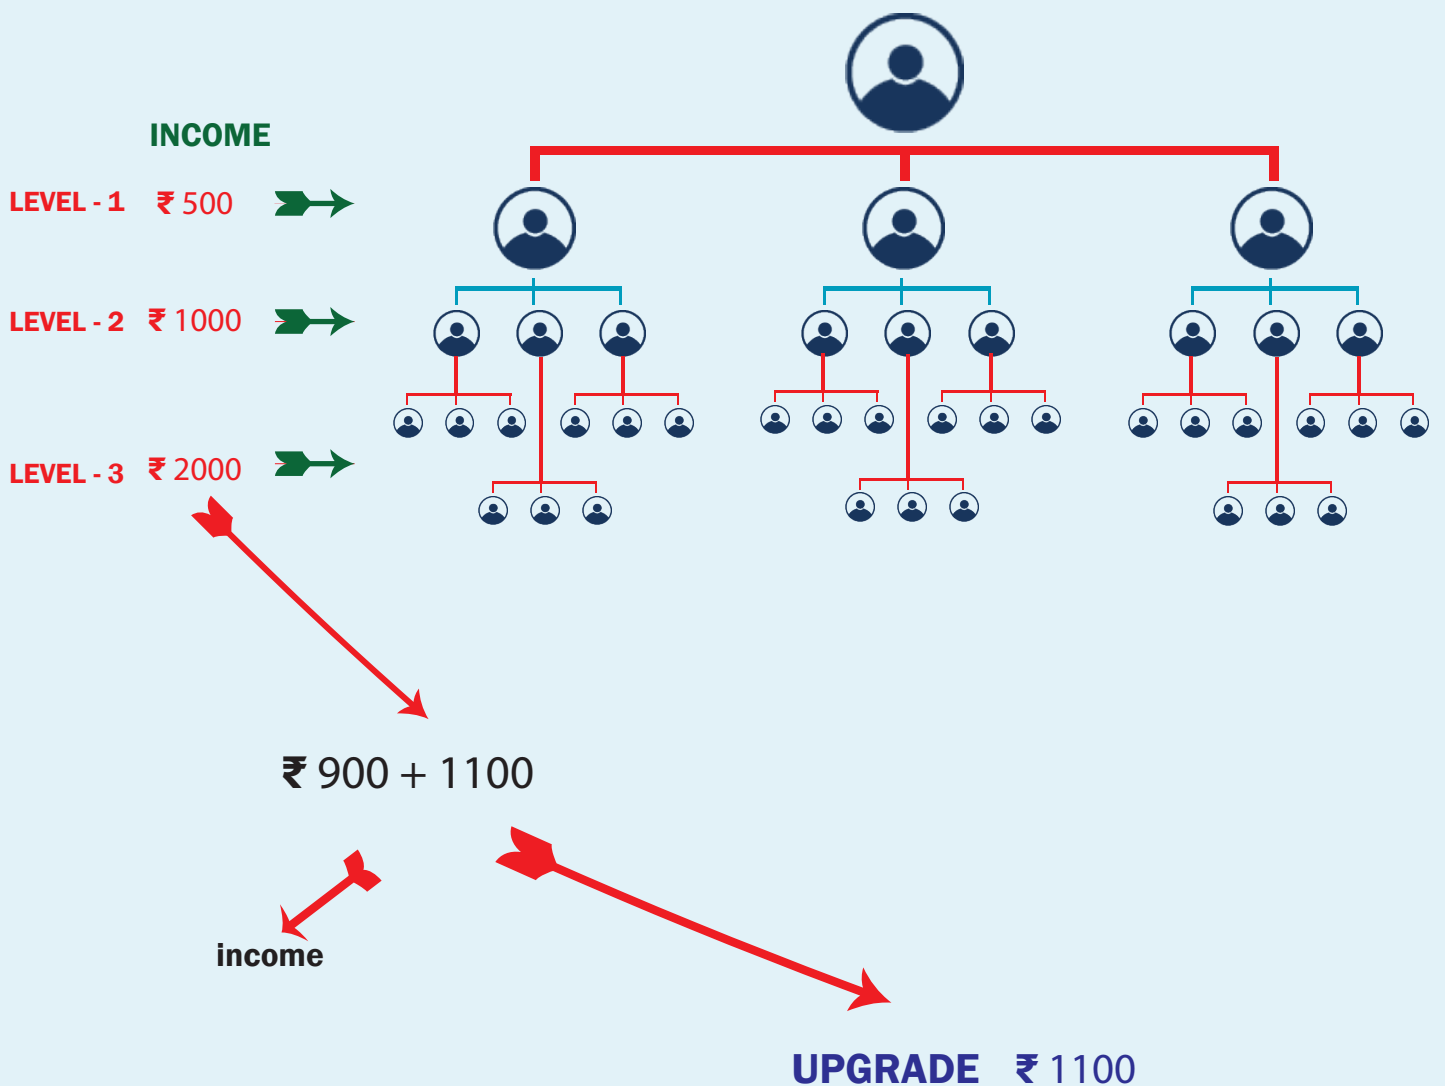 INCOME
LEVEL - 1 ₹ 500
LEVEL - 2 ₹ 1000
LEVEL - 3 ₹ 2000
₹ 900 + 1100
income
UPGRADE ₹ 1100